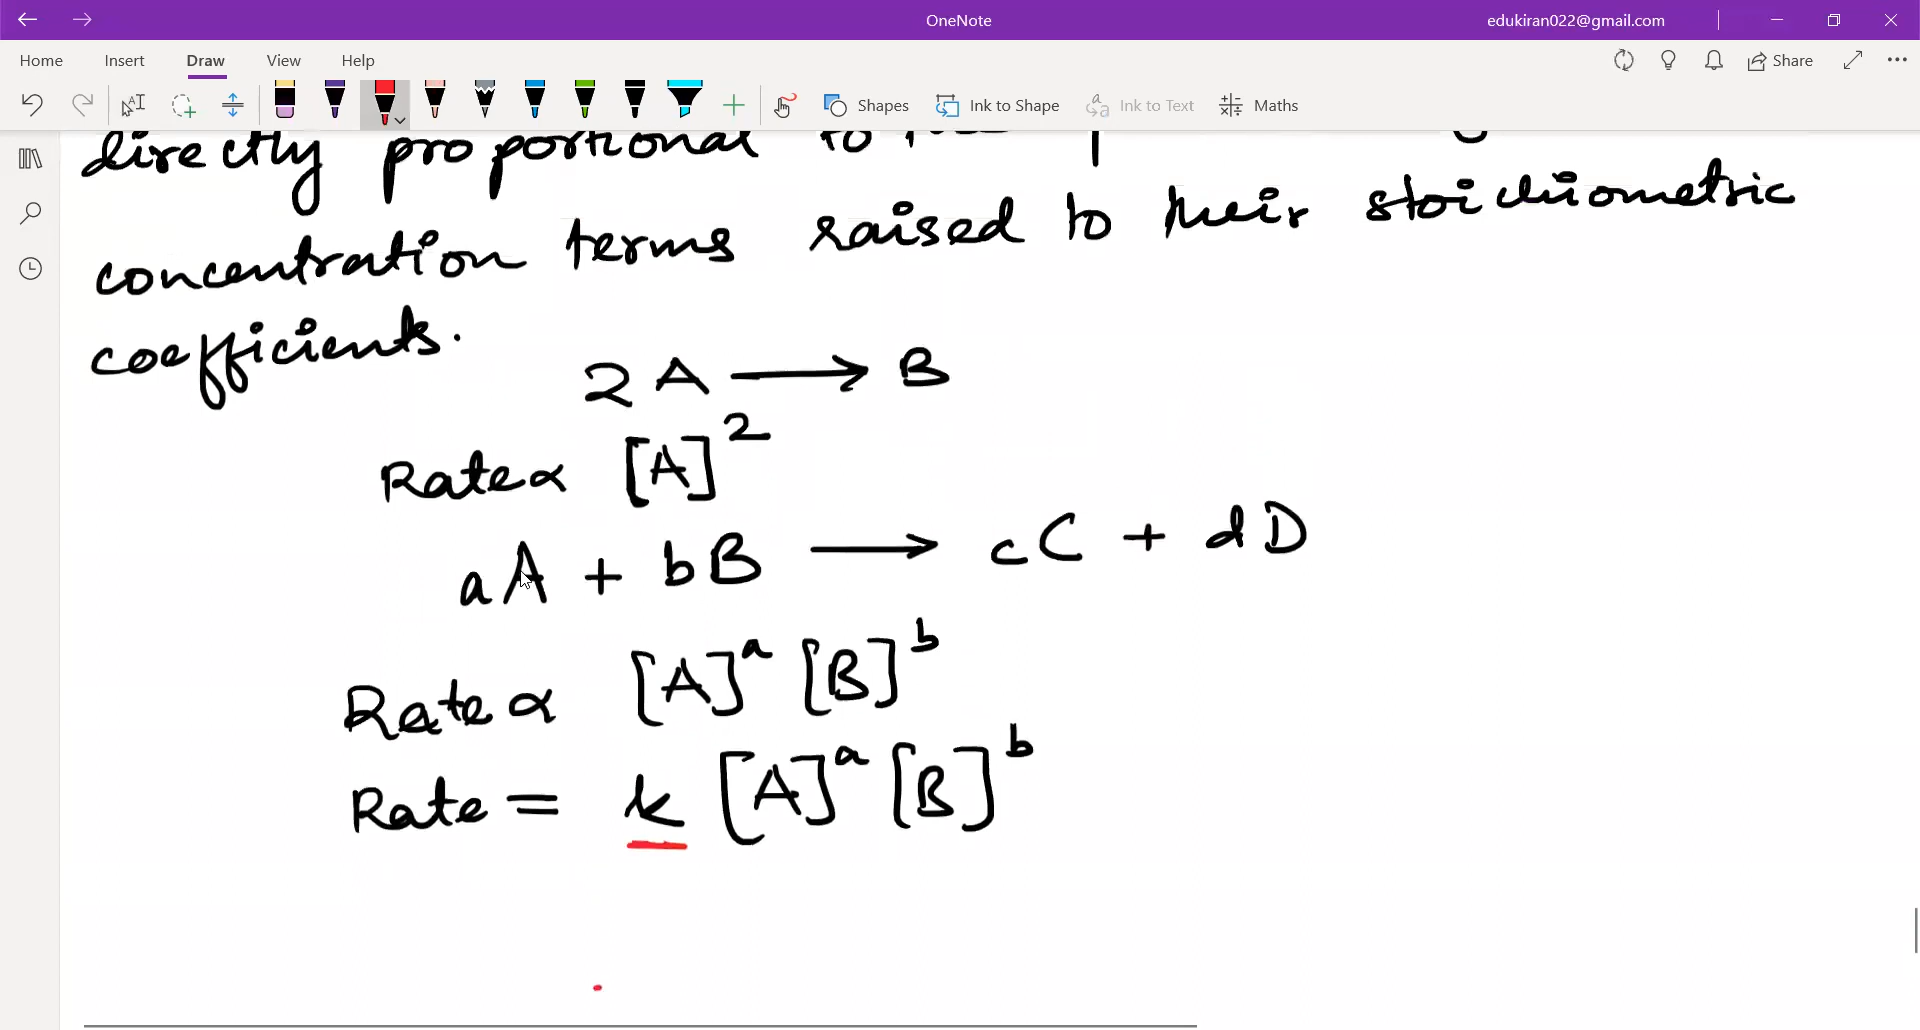 OneNote
edukiran022@gmail.com
Home Insert Draw View Help
Share
Shapes Ink to Shape Ink to Text Maths
directly proportional to
concentration terms raised to their stoichiometric
coefficients.
2 A ⟶ B
Rate ∝ [A]²
aA + bB ⟶ cC + dD
Rate ∝ [A]ᵃ [B]ᵇ
Rate = k [A]ᵃ [B]ᵇ